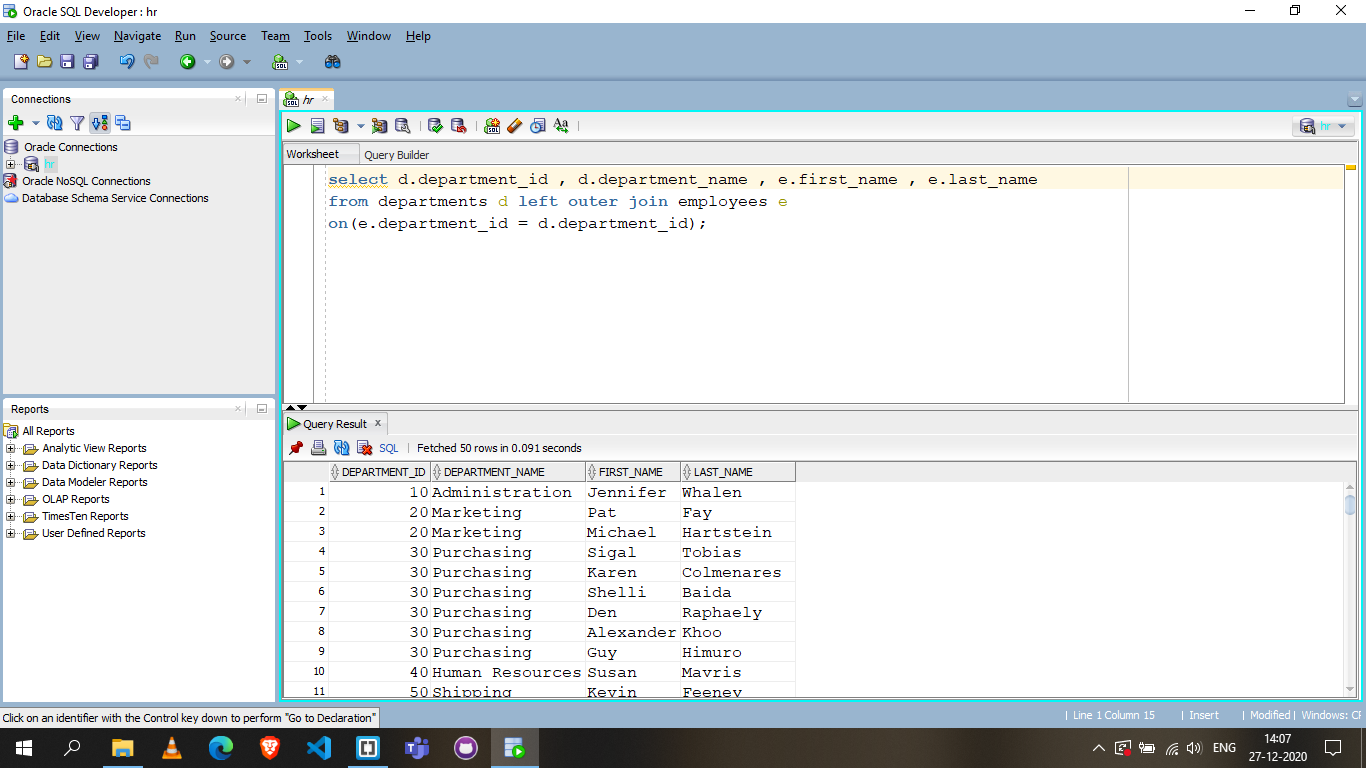 Oracle SQL Developer : hr
File Edit View Navigate Run Source Team Tools Window Help
Connections
Oracle Connections
hr
Oracle NoSQL Connections
Database Schema Service Connections
Reports
All Reports
Analytic View Reports
Data Dictionary Reports
Data Modeler Reports
OLAP Reports
TimesTen Reports
User Defined Reports
hr
hr
Worksheet Query Builder
select d.department_id , d.department_name , e.first_name , e.last_name
from departments d left outer join employees e
on(e.department_id = d.department_id);
Query Result
SQL Fetched 50 rows in 0.091 seconds
DEPARTMENT_ID DEPARTMENT_NAME FIRST_NAME LAST_NAME
1 10 Administration Jennifer Whalen
2 20 Marketing Pat Fay
3 20 Marketing Michael Hartstein
4 30 Purchasing Sigal Tobias
5 30 Purchasing Karen Colmenares
6 30 Purchasing Shelli Baida
7 30 Purchasing Den Raphaely
8 30 Purchasing Alexander Khoo
9 30 Purchasing Guy Himuro
10 40 Human Resources Susan Mavris
11 50 Shipping Kevin Feeney
Click on an identifier with the Control key down to perform "Go to Declaration"
Line 1 Column 15 Insert Modified Windows: CF
ENG 14:07
27-12-2020